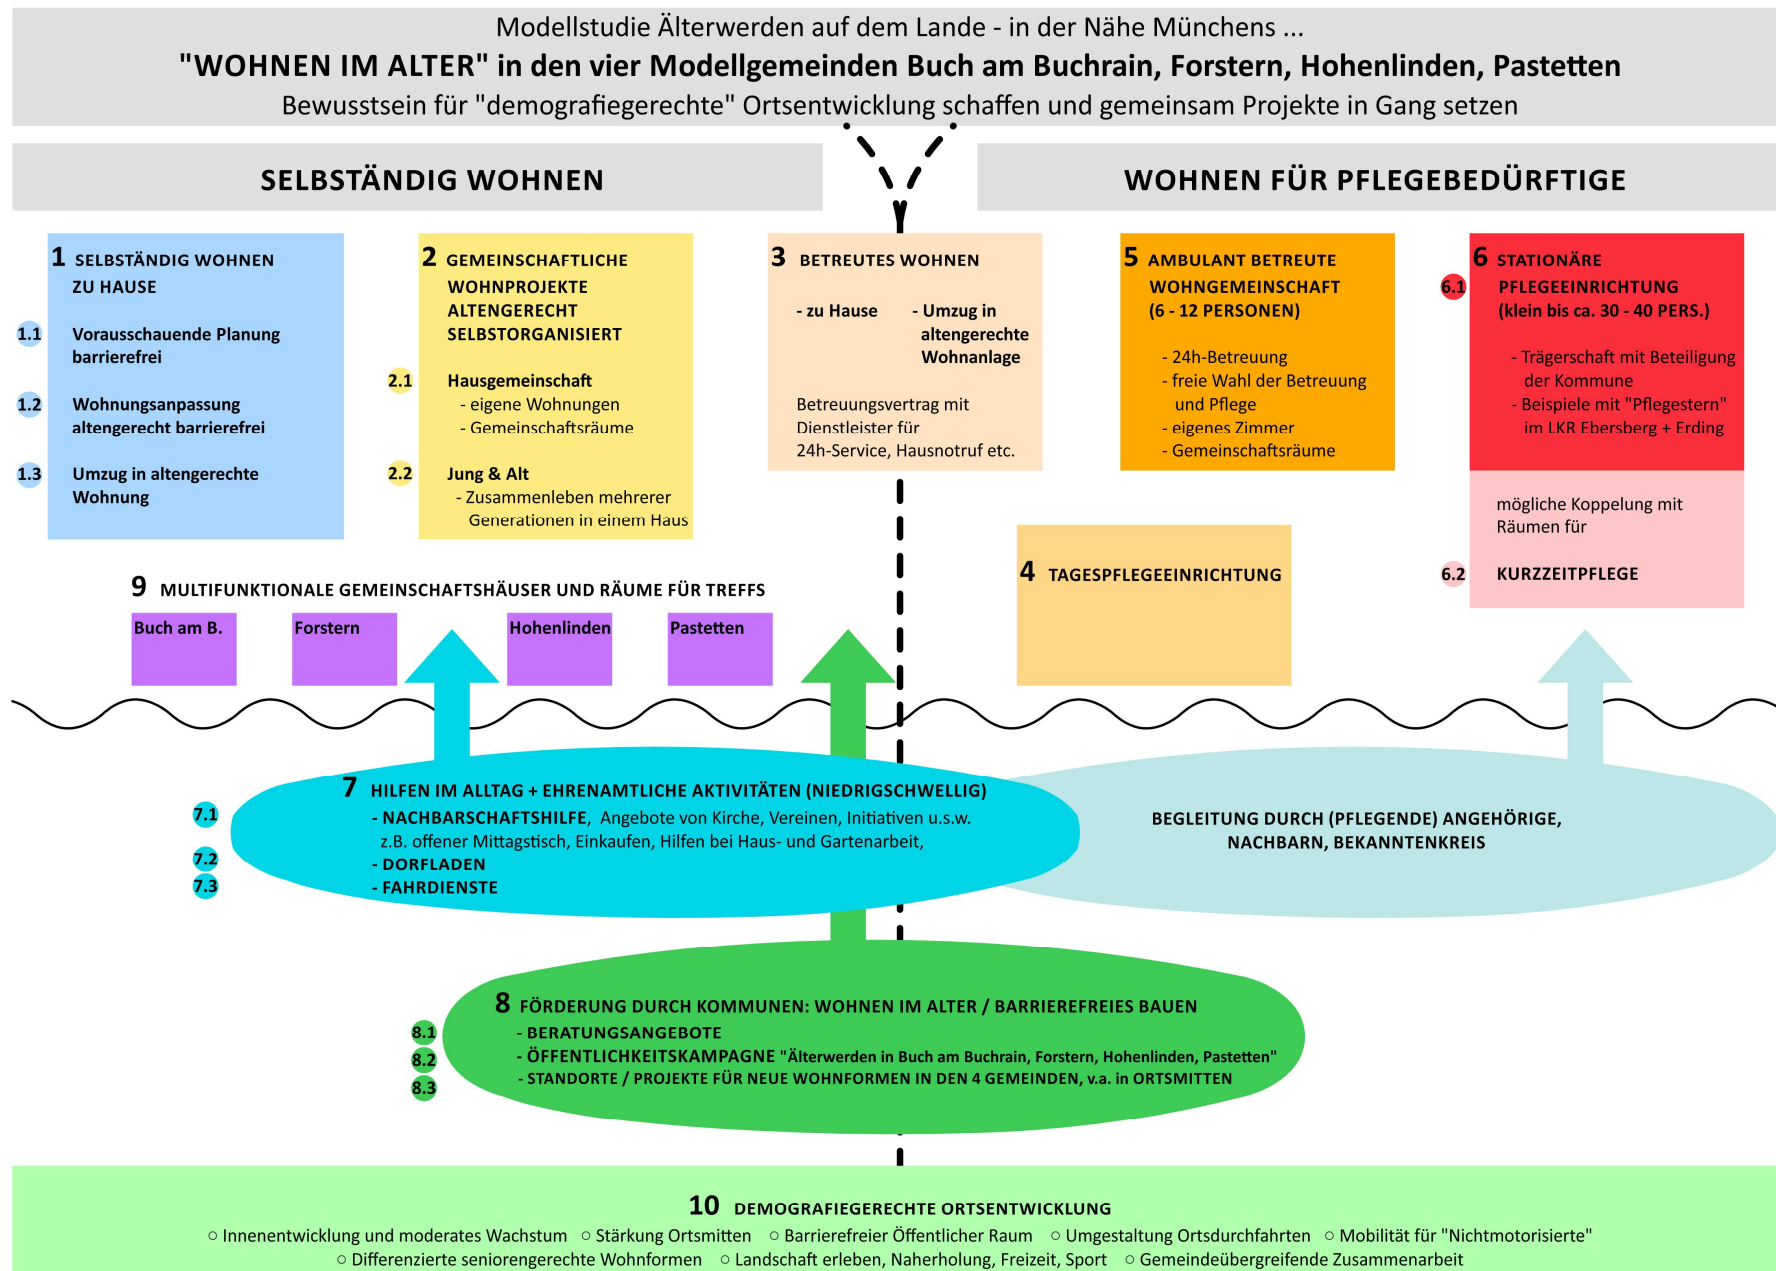 Modellstudie Älterwerden auf dem Lande - in der Nähe Münchens ...
"WOHNEN IM ALTER" in den vier Modellgemeinden Buch am Buchrain, Forstern, Hohenlinden, Pastetten
Bewusstsein für "demografiegerechte" Ortsentwicklung schaffen und gemeinsam Projekte in Gang setzen
SELBSTÄNDIG WOHNEN
WOHNEN FÜR PFLEGEBEDÜRFTIGE
1 SELBSTÄNDIG WOHNEN
ZU HAUSE
1.1 Vorausschauende Planung
barrierefrei
1.2 Wohnungsanpassung
altengerecht barrierefrei
1.3 Umzug in altengerechte
Wohnung
2 GEMEINSCHAFTLICHE
WOHNPROJEKTE
ALTENGERECHT
SELBSTORGANISIERT
2.1 Hausgemeinschaft
- eigene Wohnungen
- Gemeinschaftsräume
2.2 Jung & Alt
- Zusammenleben mehrerer
Generationen in einem Haus
3 BETREUTES WOHNEN
- zu Hause
- Umzug in
altengerechte
Wohnanlage
Betreuungsvertrag mit
Dienstleister für
24h-Service, Hausnotruf etc.
5 AMBULANT BETREUTE
WOHGEMEINSCHAFT
(6 - 12 PERSONEN)
- 24h-Betreuung
- freie Wahl der Betreuung
und Pflege
- eigenes Zimmer
- Gemeinschaftsräume
6 STATIONÄRE
6.1 PFLEGEEINRICHTUNG
(klein bis ca. 30 - 40 PERS.)
- Trägerschaft mit Beteiligung
der Kommune
- Beispiele mit "Pflegestern"
im LKR Ebersberg + Erding
mögliche Koppelung mit
Räumen für
6.2 KURZZEITPFLEGE
4 TAGESPFLEGEEINRICHTUNG
9 MULTIFUNKTIONALE GEMEINSCHAFTSHÄUSER UND RÄUME FÜR TREFFS
Buch am B.
Forstern
Hohenlinden
Pastetten
7 HILFEN IM ALLTAG + EHRENAMTLICHE AKTIVITÄTEN (NIEDRIGSCHWELLIG)
7.1 - NACHBARSCHAFTSHILFE, Angebote von Kirche, Vereinen, Initiativen u.s.w.
z.B. offener Mittagstisch, Einkaufen, Hilfen bei Haus- und Gartenarbeit,
7.2 - DORFLADEN
7.3 - FAHRDIENSTE
BEGLEITUNG DURCH (PFLEGENDE) ANGEHÖRIGE,
NACHBARN, BEKANNTENKREIS
8 FÖRDERUNG DURCH KOMMUNEN: WOHNEN IM ALTER / BARRIEREFREIES BAUEN
8.1 - BERATUNGSANGEBOTE
8.2 - ÖFFENTLICHKEITSKAMPAGNE "Älterwerden in Buch am Buchrain, Forstern, Hohenlinden, Pastetten"
8.3 - STANDORTE / PROJEKTE FÜR NEUE WOHNFORMEN IN DEN 4 GEMEINDEN, v.a. in ORTSMITTEN
10 DEMOGRAFIEGERECHTE ORTSENTWICKLUNG
○ Innenentwicklung und moderates Wachstum ○ Stärkung Ortsmitten ○ Barrierefreier Öffentlicher Raum ○ Umgestaltung Ortsdurchfahrten ○ Mobilität für "Nichtmotorisierte"
○ Differenzierte seniorengerechte Wohnformen ○ Landschaft erleben, Naherholung, Freizeit, Sport ○ Gemeindeübergreifende Zusammenarbeit